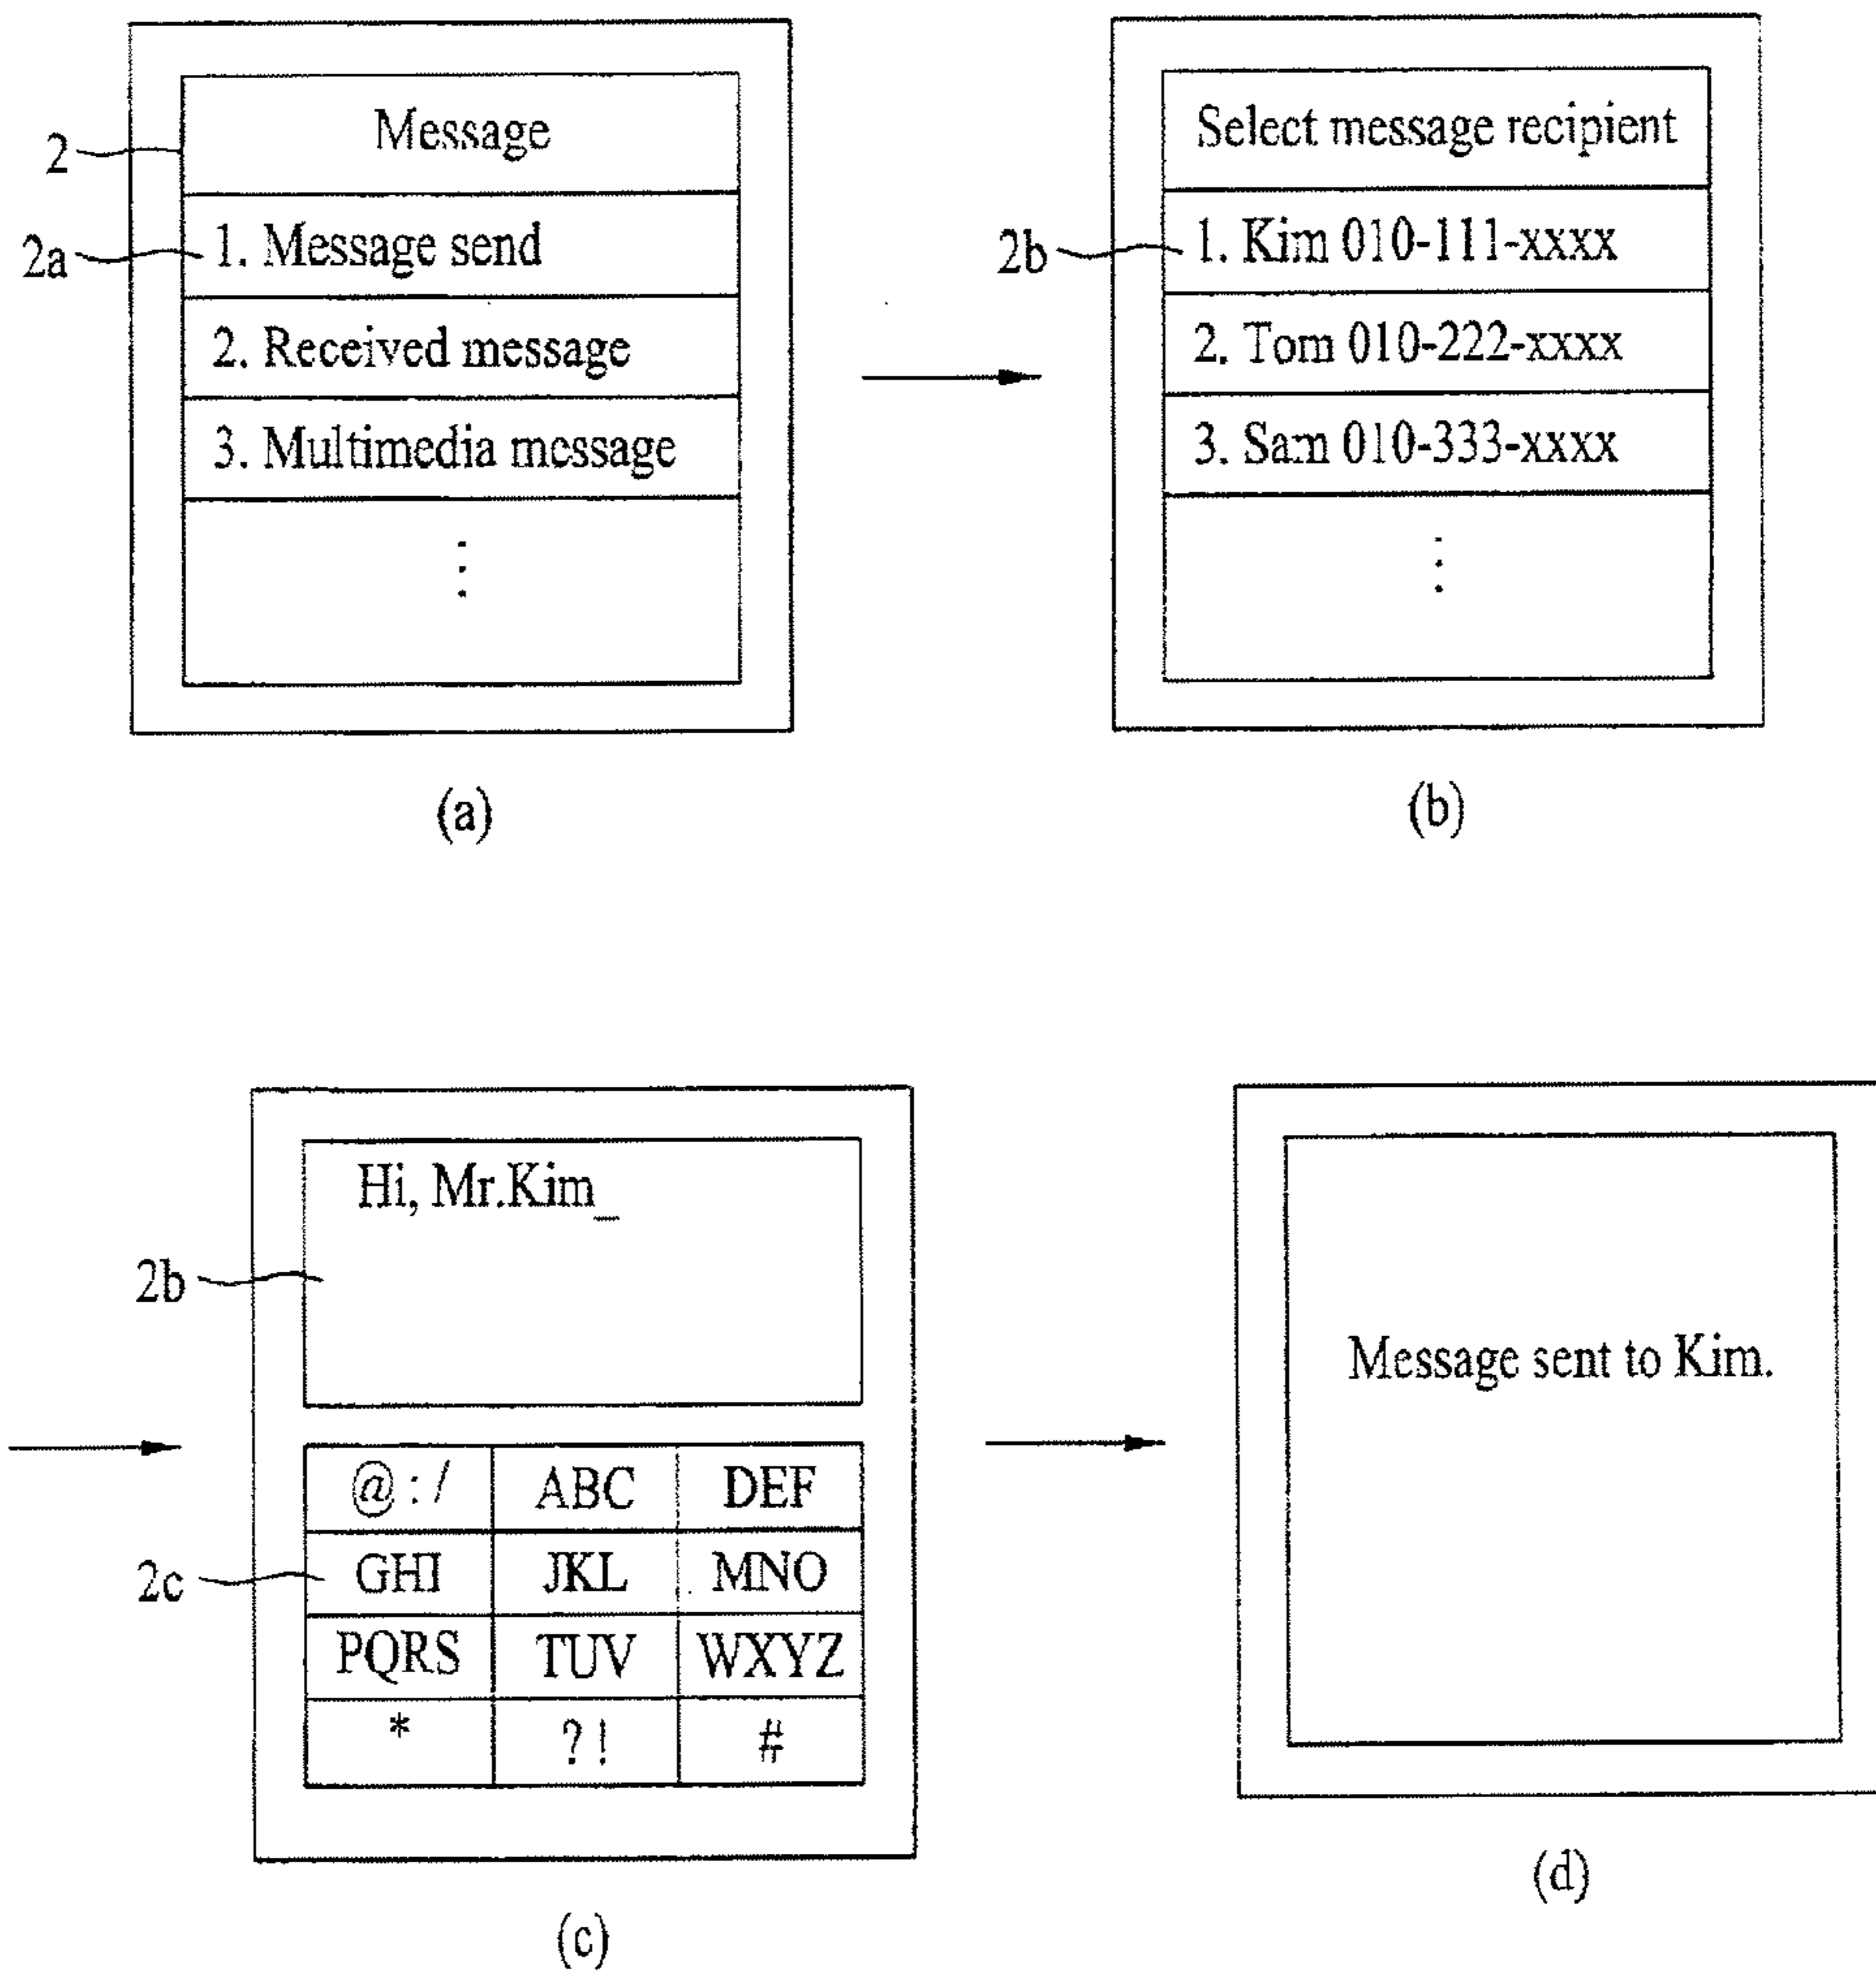 Message
2
2a
1. Message send
2. Received message
3. Multimedia message
(a)
Select message recipient
2b
1. Kim 010-111-xxxx
2. Tom 010-222-xxxx
3. Sam 010-333-xxxx
(b)
Hi, Mr.Kim_
2b
@ : / ABC DEF
2c
GHI JKL MNO
PQRS TUV WXYZ
* ? ! #
(c)
Message sent to Kim.
(d)